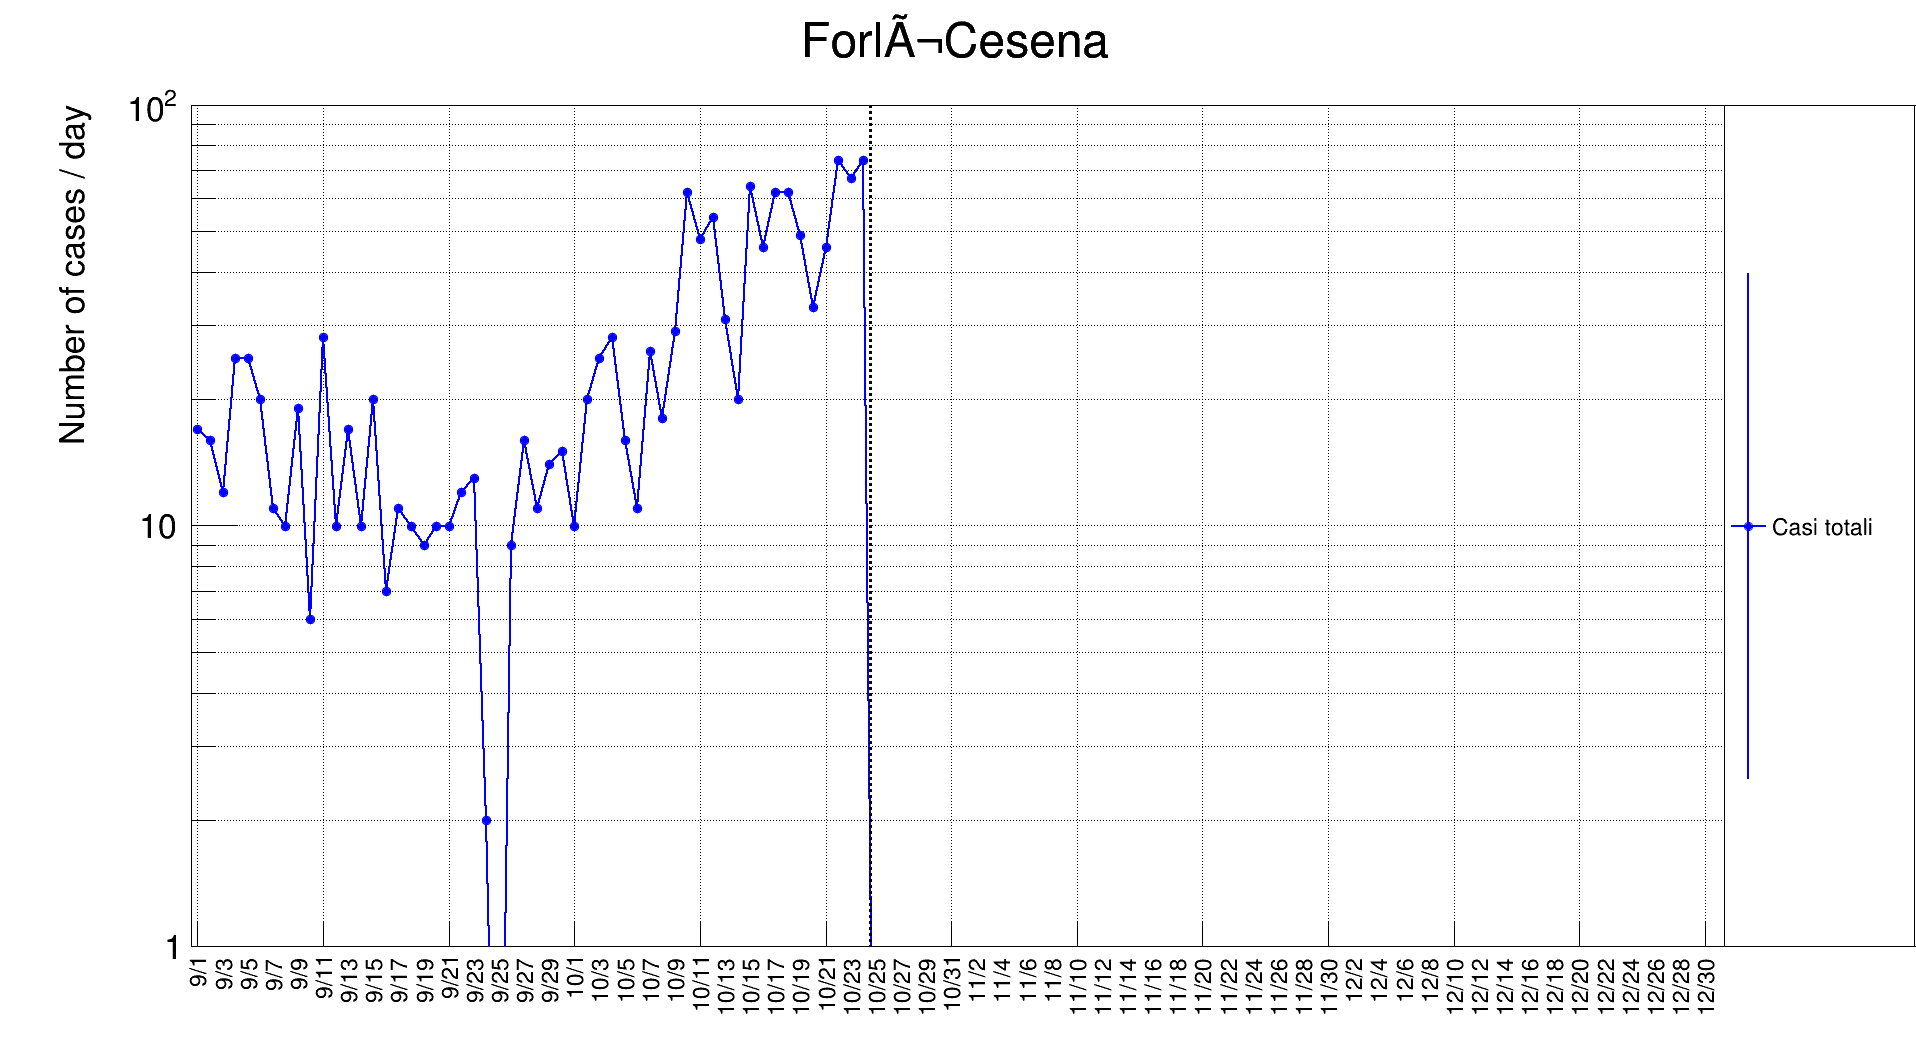 ForlÃ¬Cesena
Number of cases / day
10²
10
1
9/1 9/3 9/5 9/7 9/9 9/11 9/13 9/15 9/17 9/19 9/21 9/23 9/25 9/27 9/29 10/1 10/3 10/5 10/7 10/9 10/11 10/13 10/15 10/17 10/19 10/21 10/23 10/25 10/27 10/29 10/31 11/2 11/4 11/6 11/8 11/10 11/12 11/14 11/16 11/18 11/20 11/22 11/24 11/26 11/28 11/30 12/2 12/4 12/6 12/8 12/10 12/12 12/14 12/16 12/18 12/20 12/22 12/24 12/26 12/28 12/30
Casi totali